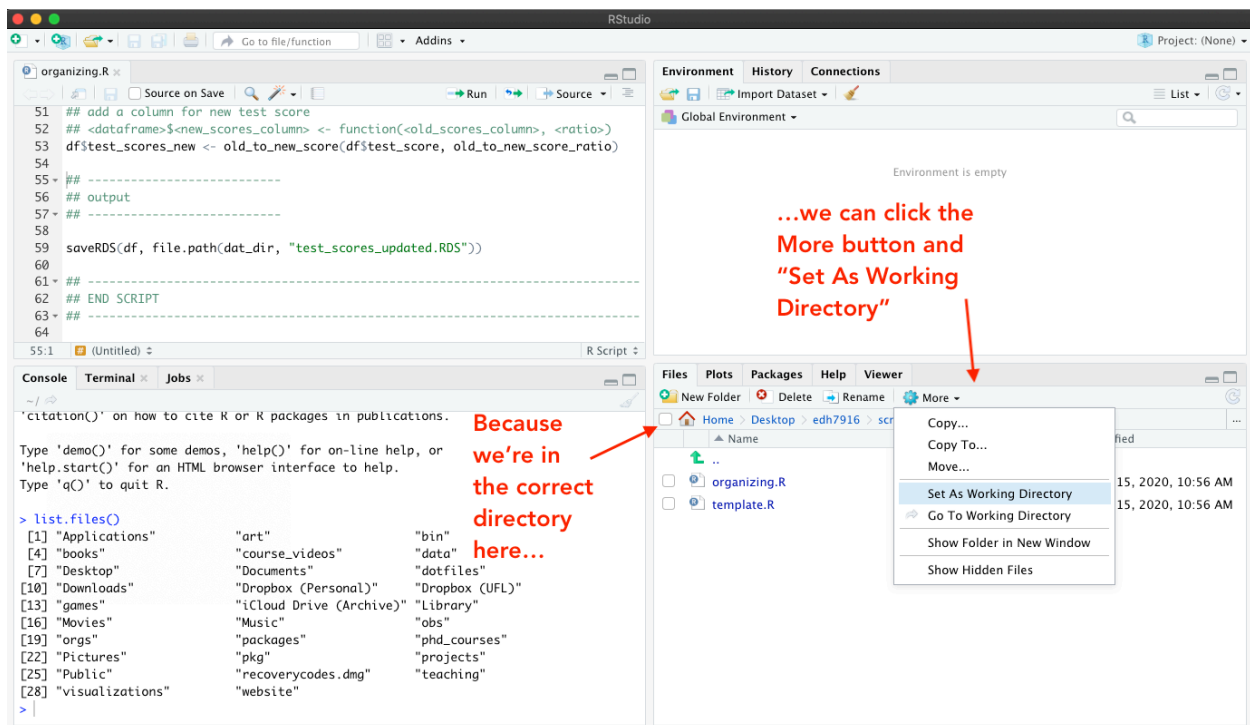 RStudio
Go to file/function
Addins
Project: (None)
organizing.R
Source on Save
Run
Source
51 ## add a column for new test score
52 ## <dataframe>$<new_scores_column> <- function(<old_scores_column>, <ratio>)
53 df$test_scores_new <- old_to_new_score(df$test_score, old_to_new_score_ratio)
54
55 ## ---------------------------
56 ## output
57 ## ---------------------------
58
59 saveRDS(df, file.path(dat_dir, "test_scores_updated.RDS"))
60
61 ## -----------------------------------------------------------------------------
62 ## END SCRIPT
63 ## -----------------------------------------------------------------------------
64
55:1 # (Untitled) R Script
Console Terminal Jobs
~/
'citation()' on how to cite R or R packages in publications.
Type 'demo()' for some demos, 'help()' for on-line help, or
'help.start()' for an HTML browser interface to help.
Type 'q()' to quit R.
> list.files()
[1] "Applications" "art" "bin"
[4] "books" "course_videos" "data"
[7] "Desktop" "Documents" "dotfiles"
[10] "Downloads" "Dropbox (Personal)" "Dropbox (UFL)"
[13] "games" "iCloud Drive (Archive)" "Library"
[16] "Movies" "Music" "obs"
[19] "orgs" "packages" "phd_courses"
[22] "Pictures" "pkg" "projects"
[25] "Public" "recoverycodes.dmg" "teaching"
[28] "visualizations" "website"
>
Because
we're in
the correct
directory
here...
Environment History Connections
Import Dataset List
Global Environment
Environment is empty
...we can click the
More button and
"Set As Working
Directory"
Files Plots Packages Help Viewer
New Folder Delete Rename More
Home > Desktop > edh7916 > scr ...
Name fied
..
organizing.R 15, 2020, 10:56 AM
template.R 15, 2020, 10:56 AM
Copy...
Copy To...
Move...
Set As Working Directory
Go To Working Directory
Show Folder in New Window
Show Hidden Files